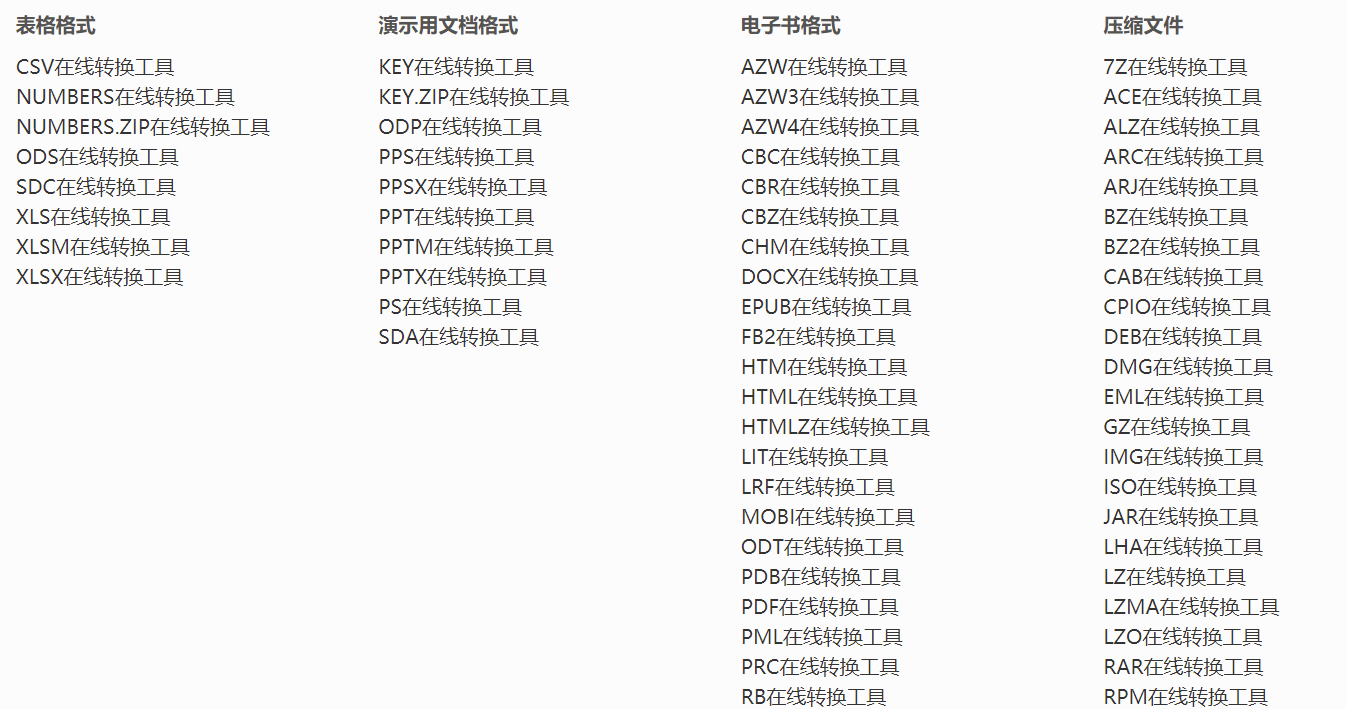 表格格式
CSV在线转换工具
NUMBERS在线转换工具
NUMBERS.ZIP在线转换工具
ODS在线转换工具
SDC在线转换工具
XLS在线转换工具
XLSM在线转换工具
XLSX在线转换工具
演示用文档格式
KEY在线转换工具
KEY.ZIP在线转换工具
ODP在线转换工具
PPS在线转换工具
PPSX在线转换工具
PPT在线转换工具
PPTM在线转换工具
PPTX在线转换工具
PS在线转换工具
SDA在线转换工具
电子书格式
AZW在线转换工具
AZW3在线转换工具
AZW4在线转换工具
CBC在线转换工具
CBR在线转换工具
CBZ在线转换工具
CHM在线转换工具
DOCX在线转换工具
EPUB在线转换工具
FB2在线转换工具
HTM在线转换工具
HTML在线转换工具
HTMLZ在线转换工具
LIT在线转换工具
LRF在线转换工具
MOBI在线转换工具
ODT在线转换工具
PDB在线转换工具
PDF在线转换工具
PML在线转换工具
PRC在线转换工具
RB在线转换工具
压缩文件
7Z在线转换工具
ACE在线转换工具
ALZ在线转换工具
ARC在线转换工具
ARJ在线转换工具
BZ在线转换工具
BZ2在线转换工具
CAB在线转换工具
CPIO在线转换工具
DEB在线转换工具
DMG在线转换工具
EML在线转换工具
GZ在线转换工具
IMG在线转换工具
ISO在线转换工具
JAR在线转换工具
LHA在线转换工具
LZ在线转换工具
LZMA在线转换工具
LZO在线转换工具
RAR在线转换工具
RPM在线转换工具